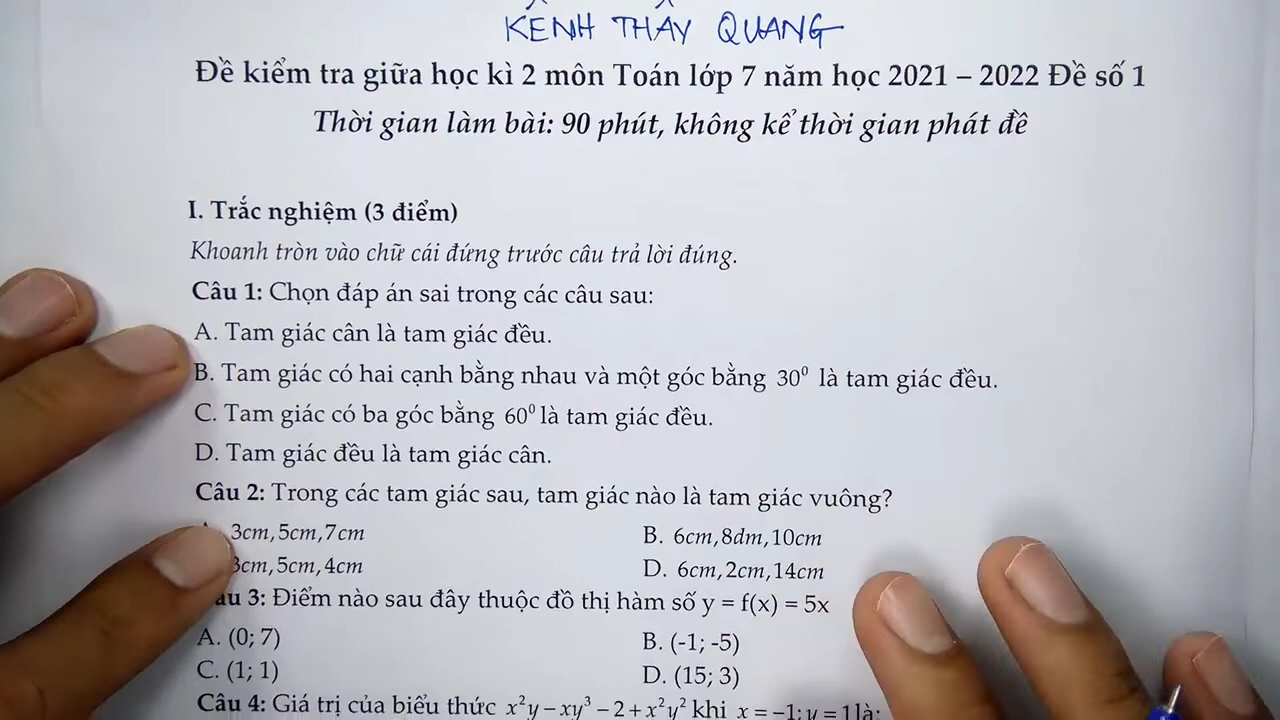 KÊNH THẦY QUANG
Đề kiểm tra giữa học kì 2 môn Toán lớp 7 năm học 2021 – 2022 Đề số 1
Thời gian làm bài: 90 phút, không kể thời gian phát đề
I. Trắc nghiệm (3 điểm)
Khoanh tròn vào chữ cái đứng trước câu trả lời đúng.
Câu 1: Chọn đáp án sai trong các câu sau:
A. Tam giác cân là tam giác đều.
B. Tam giác có hai cạnh bằng nhau và một góc bằng 30⁰ là tam giác đều.
C. Tam giác có ba góc bằng 60⁰ là tam giác đều.
D. Tam giác đều là tam giác cân.
Câu 2: Trong các tam giác sau, tam giác nào là tam giác vuông?
3cm,5cm,7cm B. 6cm,8dm,10cm
3cm,5cm,4cm D. 6cm,2cm,14cm
3: Điểm nào sau đây thuộc đồ thị hàm số y = f(x) = 5x
A. (0; 7) B. (-1; -5)
C. (1; 1) D. (15; 3)
Câu 4: Giá trị của biểu thức x²y – xy³ – 2 + x²y² khi x = –1; y = 1 là: